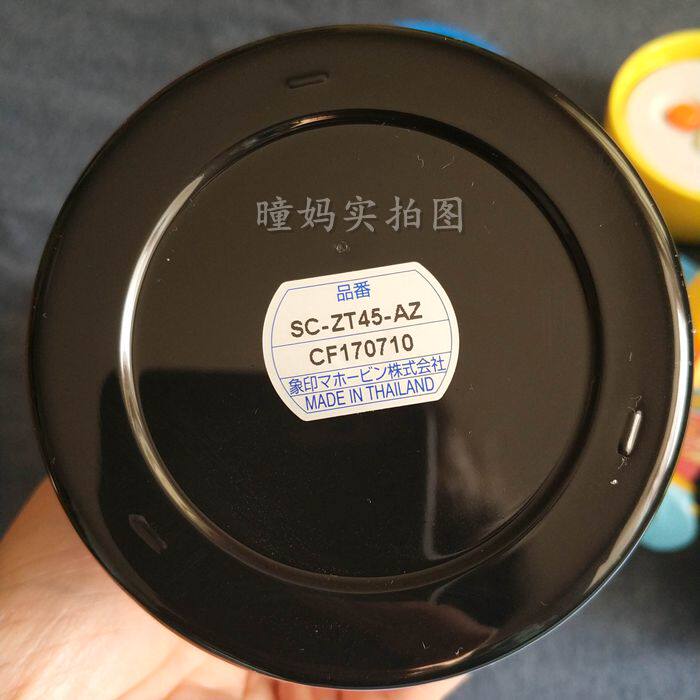 瞳妈实拍图
品番
SC-ZT45-AZ
CF170710
象印マホービン株式会社
MADE IN THAILAND